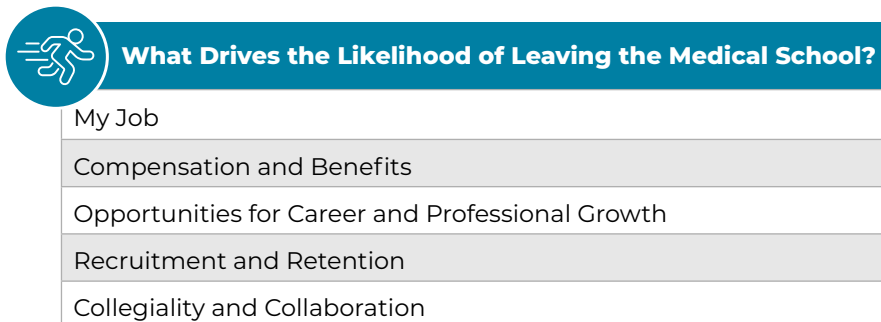 What Drives the Likelihood of Leaving the Medical School?
My Job
Compensation and Benefits
Opportunities for Career and Professional Growth
Recruitment and Retention
Collegiality and Collaboration